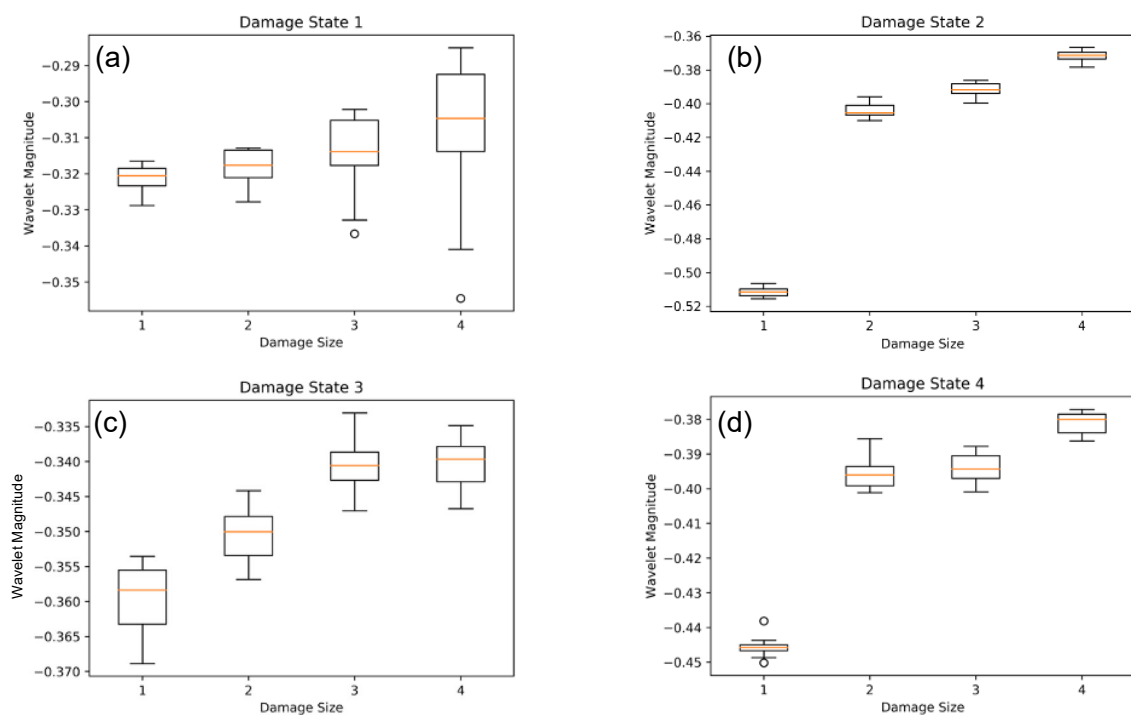 Damage State 1
(a)
−0.29
−0.30
−0.31
−0.32
−0.33
−0.34
−0.35
Wavelet Magnitude
1 2 3 4
Damage Size
Damage State 2
(b)
−0.36
−0.38
−0.40
−0.42
−0.44
−0.46
−0.48
−0.50
−0.52
Wavelet Magnitude
1 2 3 4
Damage Size
Damage State 3
(c)
−0.335
−0.340
−0.345
−0.350
−0.355
−0.360
−0.365
−0.370
Wavelet Magnitude
1 2 3 4
Damage Size
Damage State 4
(d)
−0.38
−0.39
−0.40
−0.41
−0.42
−0.43
−0.44
−0.45
Wavelet Magnitude
1 2 3 4
Damage Size